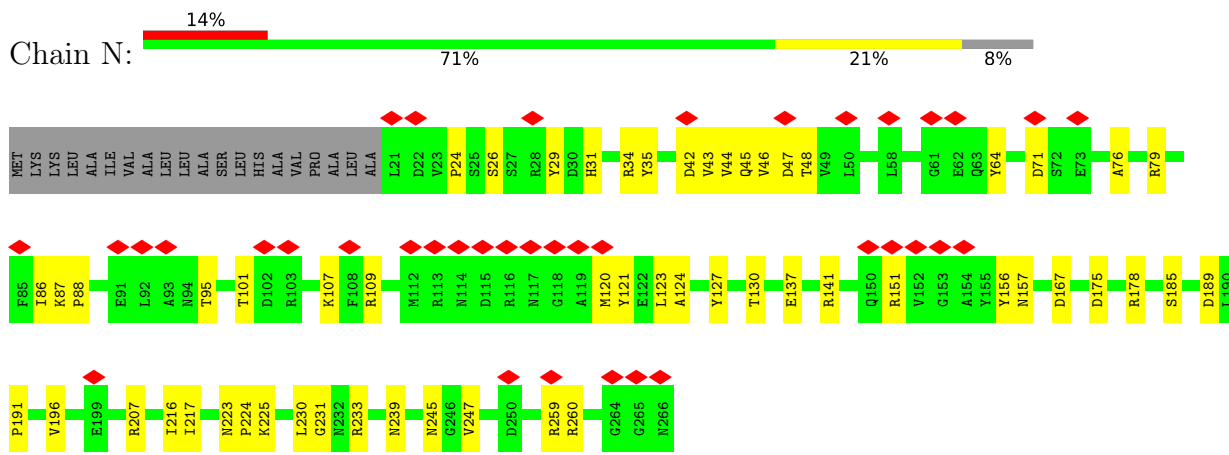 14%
Chain N:
71% 21% 8%
MET LYS LYS LEU ALA ILE VAL ALA LEU LEU ALA SER LEU HIS ALA VAL PRO ALA LEU ALA L21 D22 V23 P24 S25 S26 S27 R28 Y29 D30 H31 R34 Y35 D42 V43 V44 Q45 V46 D47 T48 V49 L50 L58 G61 E62 Q63 Y64 D71 S72 E73 A76 R79
F85 I86 K87 P88 E91 L92 A93 N94 T95 T101 D102 R103 K107 F108 R109 M112 R113 N114 D115 R116 N117 G118 A119 M120 Y121 E122 L123 A124 Y127 T130 E137 R141 Q150 R151 V152 G153 A154 Y155 Y156 N157 D167 D175 R178 S185 D189 L190
P191 V196 E199 R207 I216 I217 N223 P224 K225 L230 G231 N232 R233 N239 N245 G246 V247 D250 R259 R260 G264 G265 N266